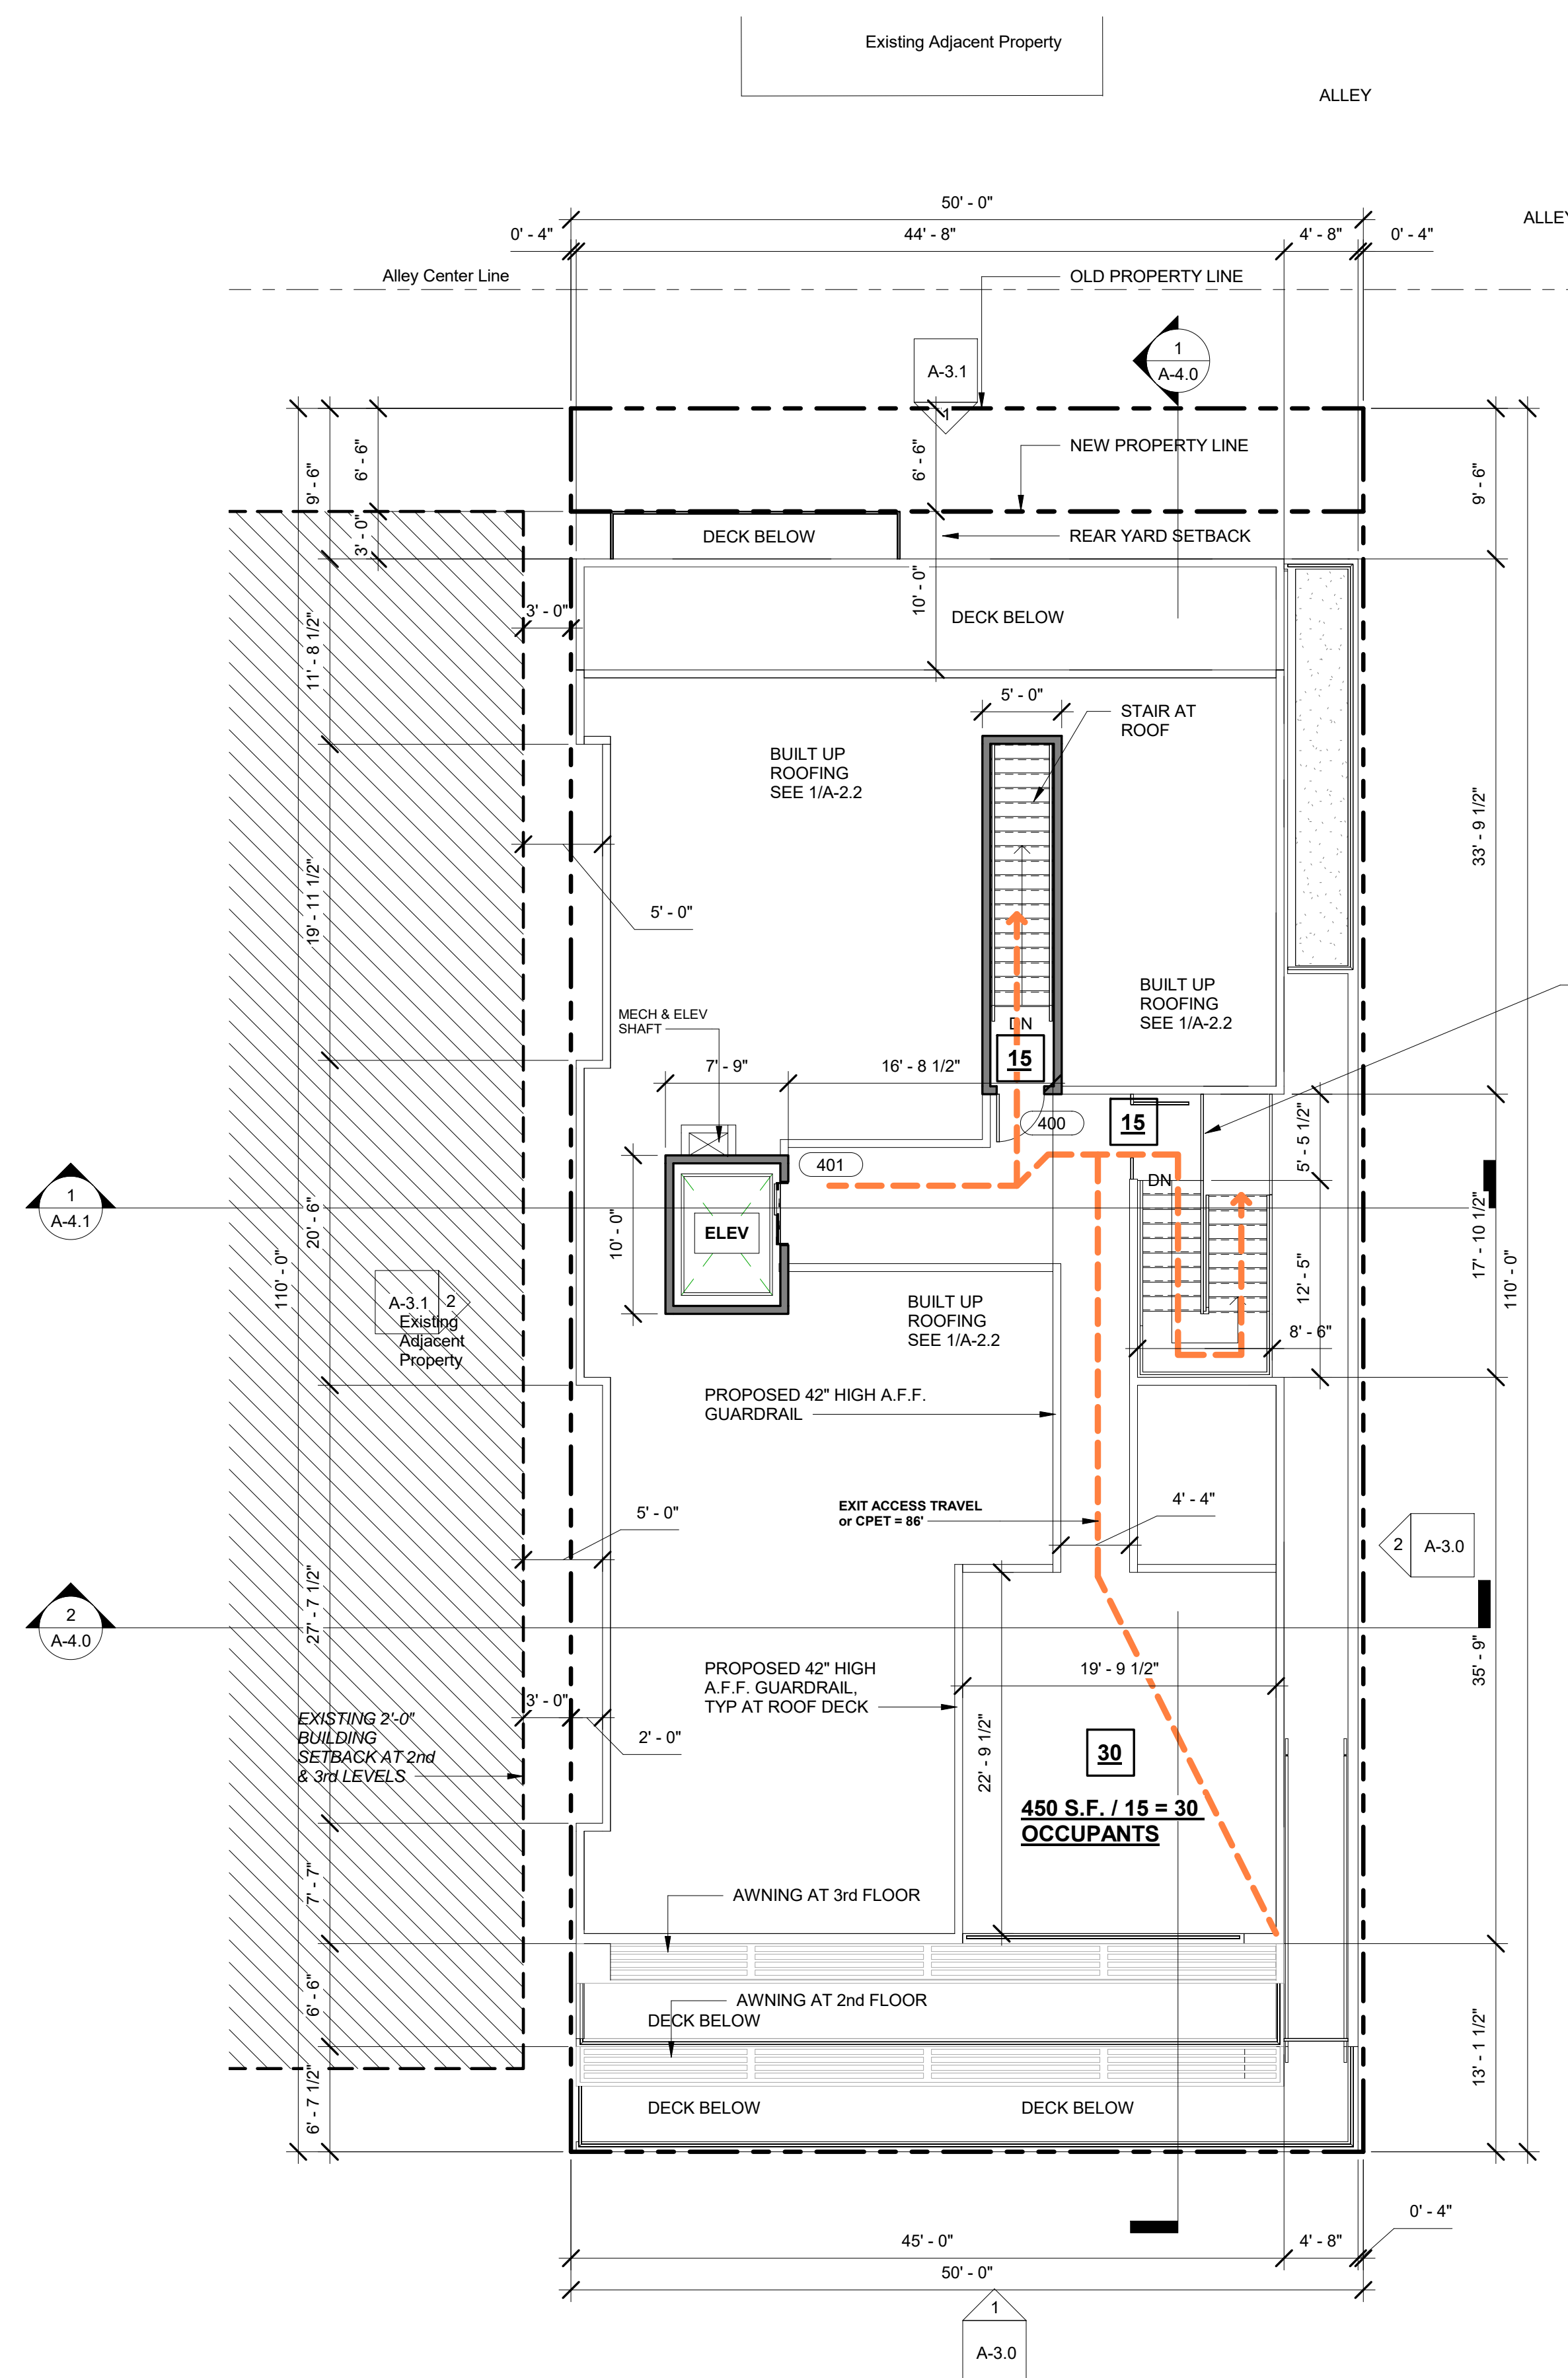 Existing Adjacent Property
ALLEY
ALLEY
50' - 0"
0' - 4"
44' - 8"
4' - 8"
0' - 4"
Alley Center Line
OLD PROPERTY LINE
A-3.1
1
1
A-4.0
NEW PROPERTY LINE
9' - 6"
6' - 6"
6' - 6"
9' - 6"
3' - 0"
DECK BELOW
REAR YARD SETBACK
3' - 0"
10' - 0"
DECK BELOW
11' - 8 1/2"
5' - 0"
STAIR AT
ROOF
BUILT UP
ROOFING
SEE 1/A-2.2
33' - 9 1/2"
19' - 11 1/2"
5' - 0"
BUILT UP
ROOFING
SEE 1/A-2.2
MECH & ELEV
SHAFT
DN
15
7' - 9"
16' - 8 1/2"
400
15
5' - 5 1/2"
401
DN
1
A-4.1
20' - 6"
10' - 0"
ELEV
17' - 10 1/2"
110' - 0"
110' - 0"
12' - 5"
A-3.1
2
Existing
Adjacent
Property
BUILT UP
ROOFING
SEE 1/A-2.2
8' - 6"
PROPOSED 42" HIGH A.F.F.
GUARDRAIL
5' - 0"
EXIT ACCESS TRAVEL
or CPET = 86'
4' - 4"
2
A-3.0
2
A-4.0
27' - 7 1/2"
35' - 9"
PROPOSED 42" HIGH
A.F.F. GUARDRAIL,
TYP AT ROOF DECK
19' - 9 1/2"
3' - 0"
2' - 0"
EXISTING 2'-0"
BUILDING
SETBACK AT 2nd
& 3rd LEVELS
22' - 9 1/2"
30
450 S.F. / 15 = 30
OCCUPANTS
7' - 7"
AWNING AT 3rd FLOOR
6' - 6"
AWNING AT 2nd FLOOR
DECK BELOW
13' - 1 1/2"
6' - 7 1/2"
DECK BELOW
DECK BELOW
0' - 4"
45' - 0"
4' - 8"
50' - 0"
1
A-3.0